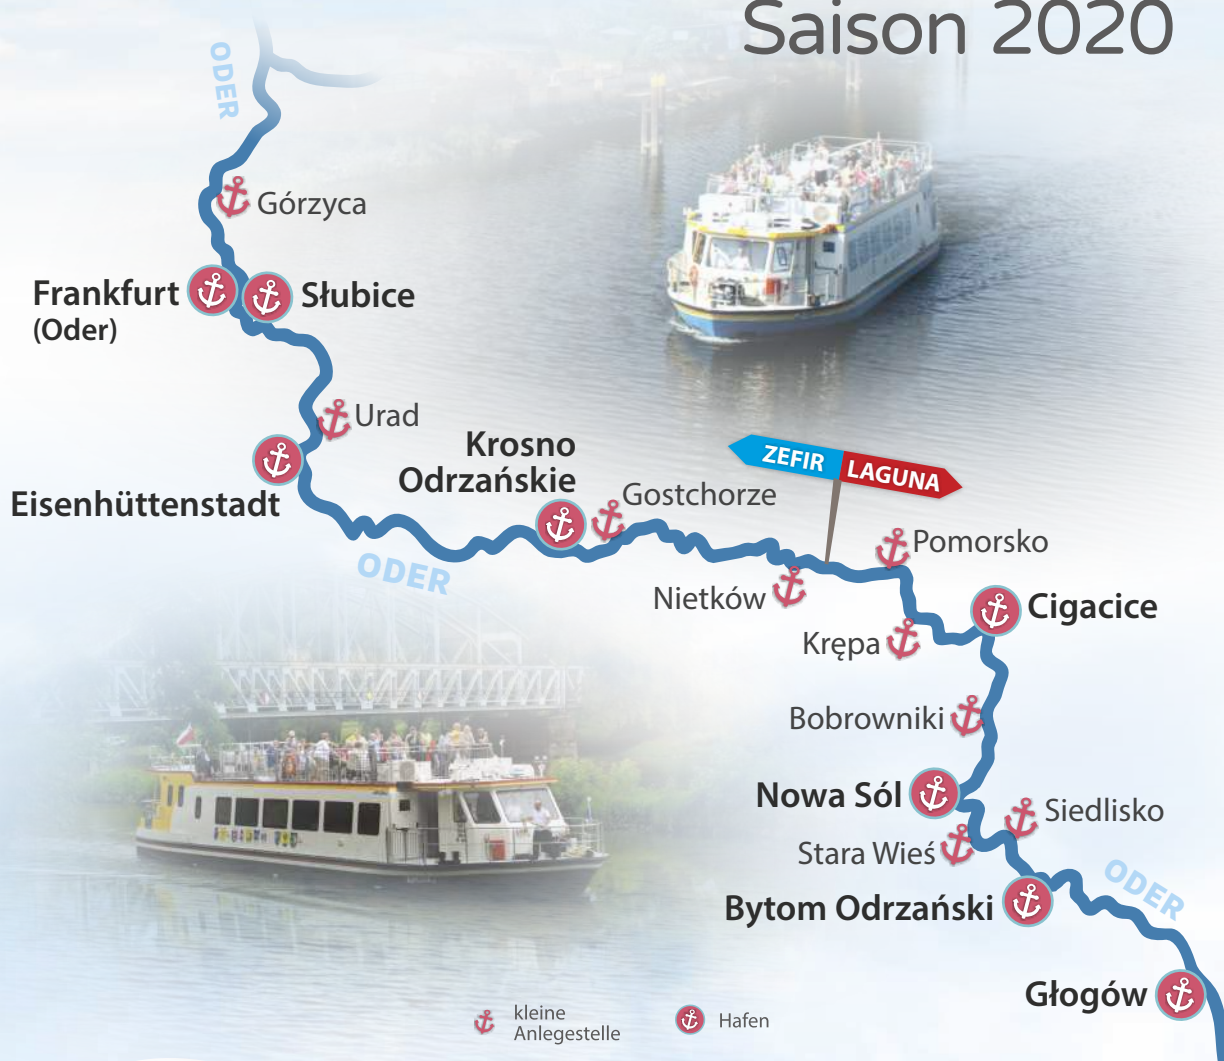 Saison 2020
ODER
Górzyca
Frankfurt
(Oder)
Słubice
Urad
Eisenhüttenstadt
Krosno
Odrzańskie
Gostchorze
ZEFIR
LAGUNA
ODER
Nietków
Pomorsko
Cigacice
Krępa
Bobrowniki
Nowa Sól
Siedlisko
Stara Wieś
Bytom Odrzański
ODER
Głogów
kleine
Anlegestelle
Hafen